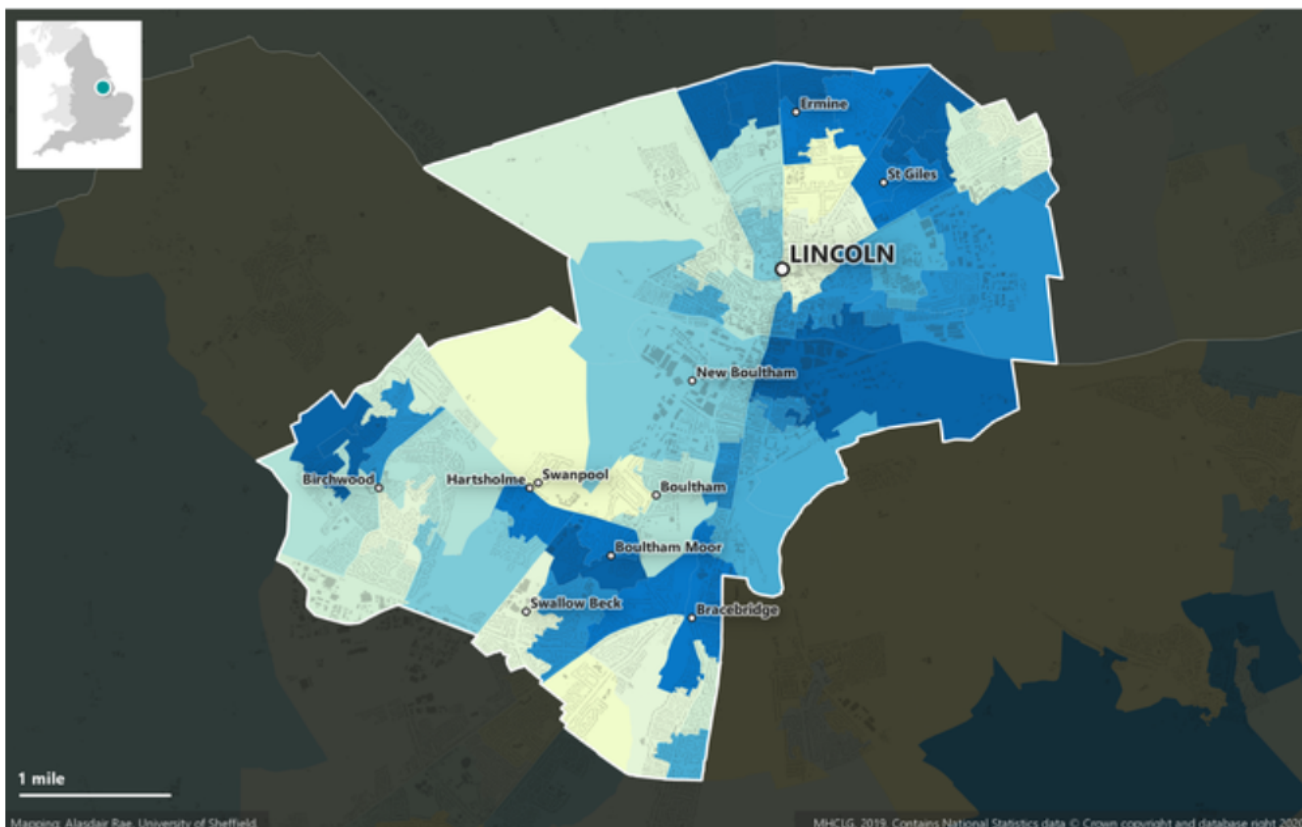 Ermine
St Giles
LINCOLN
New Boultham
Birchwood
Hartsholme
Swanpool
Boultham
Boultham Moor
Swallow Beck
Bracebridge
1 mile
Mapping: Alasdair Rae, University of Sheffield.
MHCLG, 2019. Contains National Statistics data © Crown copyright and database right 2020